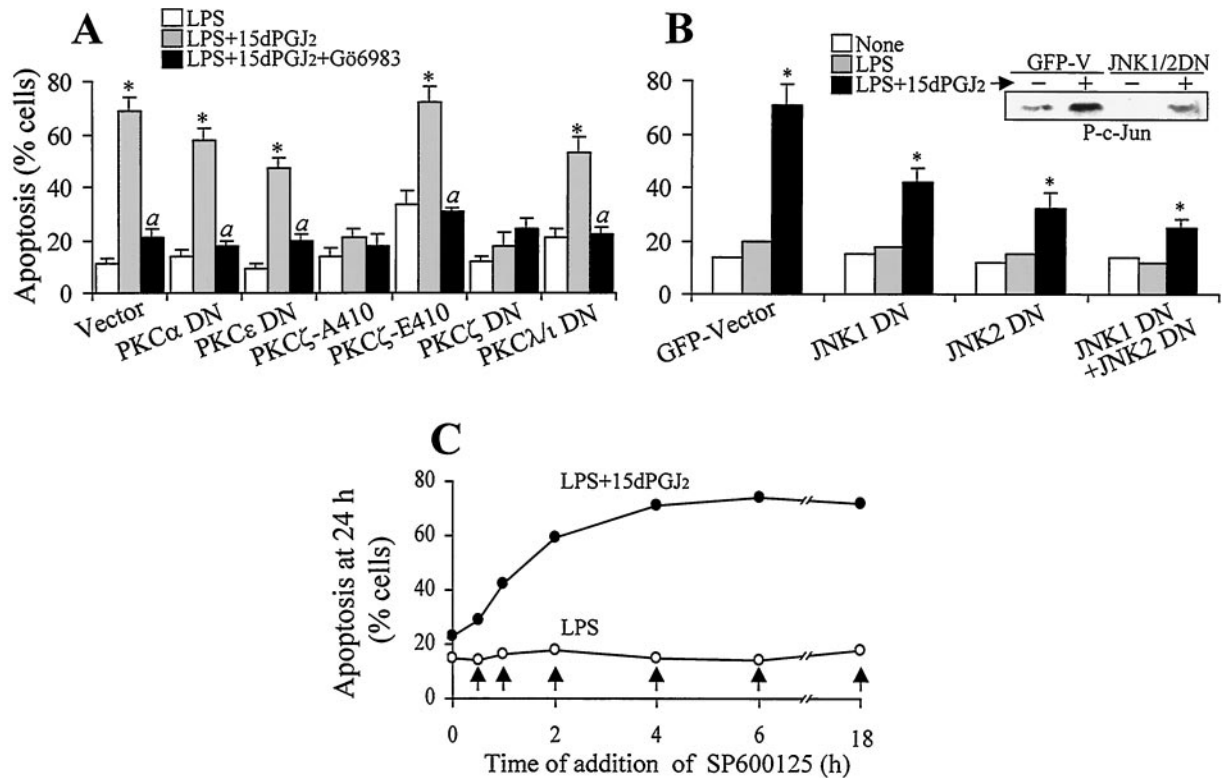 A
LPS
LPS+15dPGJ2
LPS+15dPGJ2+Gö6983
Apoptosis (% cells)
80
60
40
20
0
* * * * *
a a a a a
Vector
PKCα DN
PKCε DN
PKCζ-A410
PKCζ-E410
PKCζ DN
PKCλ/ι DN
B
None
LPS
LPS+15dPGJ2
GFP-V JNK1/2DN
− + − +
P-c-Jun
80
60
40
20
0
* * * *
GFP-Vector
JNK1 DN
JNK2 DN
JNK1 DN
+JNK2 DN
C
Apoptosis at 24 h
(% cells)
80
60
40
20
0
LPS+15dPGJ2
LPS
0 2 4 6 18
Time of addition of SP600125 (h)